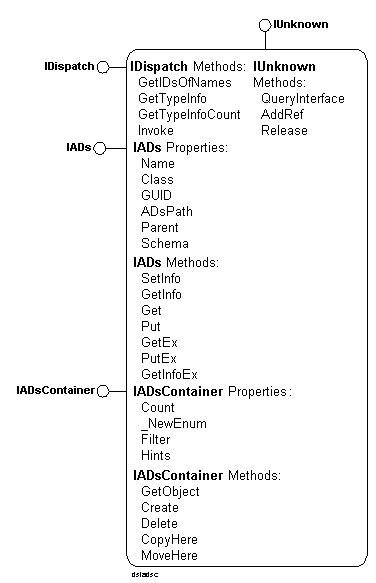 IUnknown
IDispatch
IDispatch Methods: IUnknown
GetIDsOfNames Methods:
GetTypeInfo QueryInterface
GetTypeInfoCount AddRef
Invoke Release
IADs
IADs Properties:
Name
Class
GUID
ADsPath
Parent
Schema
IADs Methods:
SetInfo
GetInfo
Get
Put
GetEx
PutEx
GetInfoEx
IADsContainer
IADsContainer Properties:
Count
_NewEnum
Filter
Hints
IADsContainer Methods:
GetObject
Create
Delete
CopyHere
MoveHere
dsiadsc